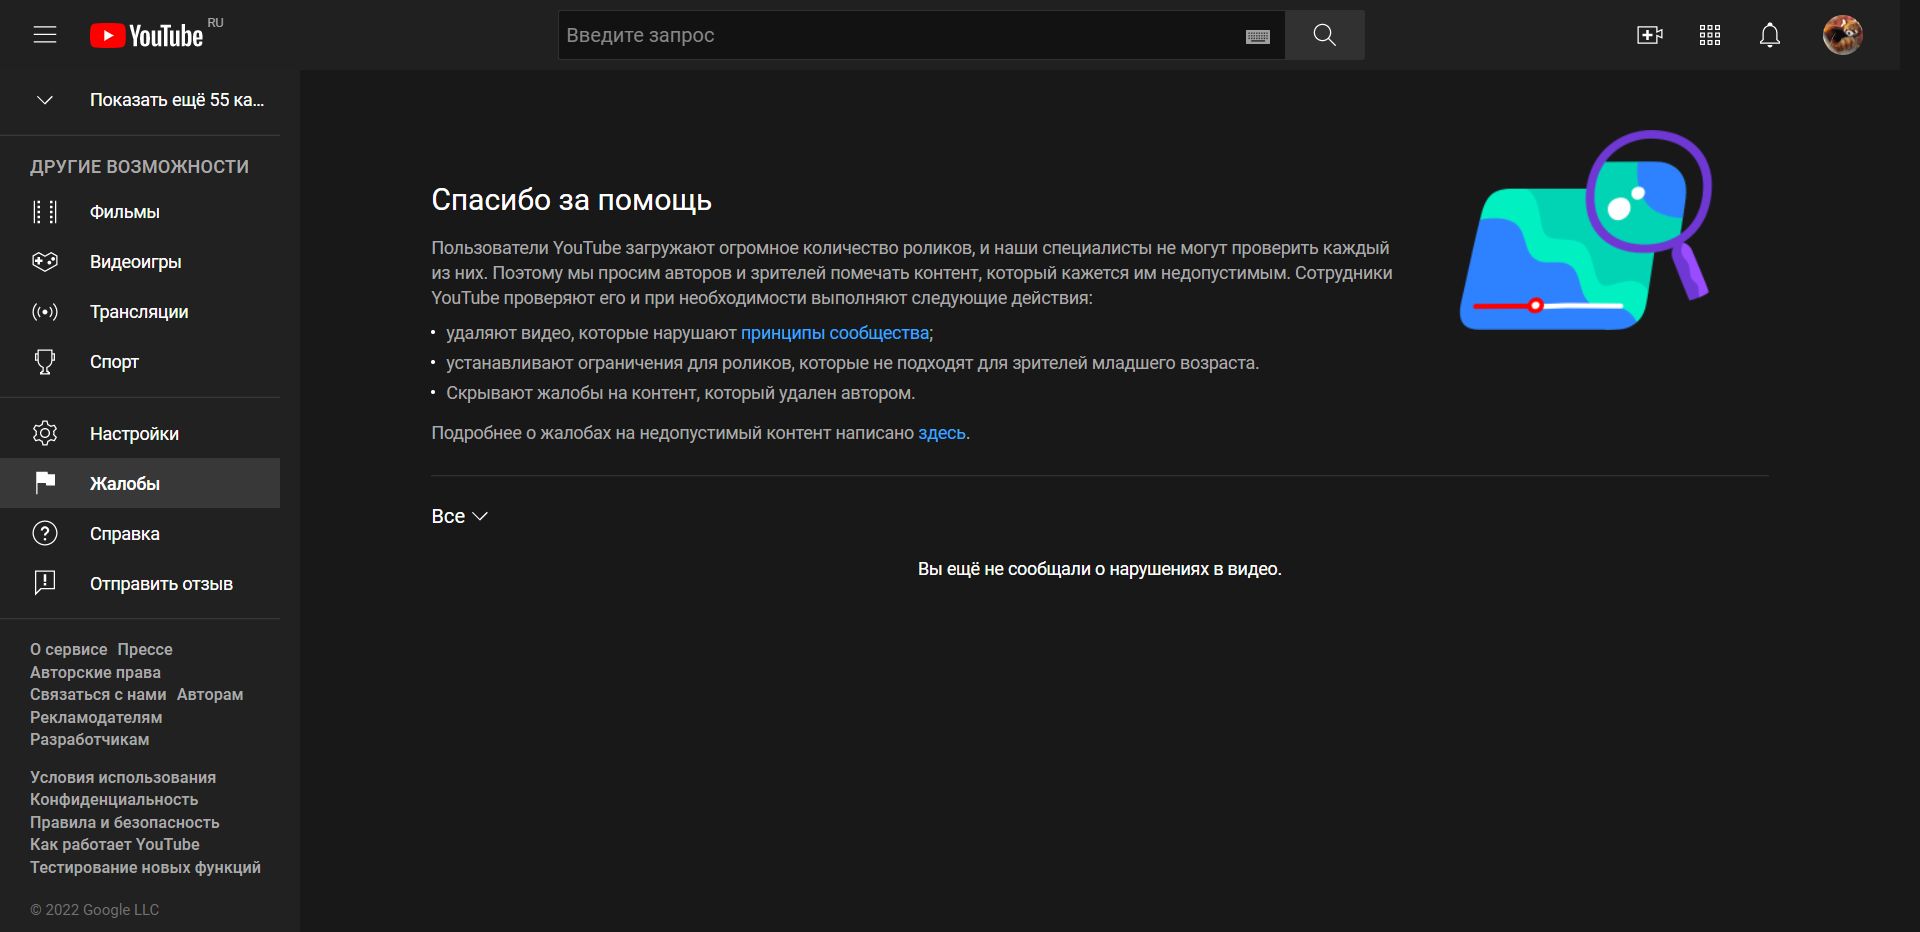 YouTube RU
Введите запрос
Показать ещё 55 ка...
ДРУГИЕ ВОЗМОЖНОСТИ
Фильмы
Видеоигры
Трансляции
Спорт
Настройки
Жалобы
Справка
Отправить отзыв
О сервисе Прессе
Авторские права
Связаться с нами Авторам
Рекламодателям
Разработчикам
Условия использования
Конфиденциальность
Правила и безопасность
Как работает YouTube
Тестирование новых функций
© 2022 Google LLC
Спасибо за помощь
Пользователи YouTube загружают огромное количество роликов, и наши специалисты не могут проверить каждый
из них. Поэтому мы просим авторов и зрителей помечать контент, который кажется им недопустимым. Сотрудники
YouTube проверяют его и при необходимости выполняют следующие действия:
• удаляют видео, которые нарушают принципы сообщества;
• устанавливают ограничения для роликов, которые не подходят для зрителей младшего возраста.
• Скрывают жалобы на контент, который удален автором.
Подробнее о жалобах на недопустимый контент написано здесь.
Все
Вы ещё не сообщали о нарушениях в видео.